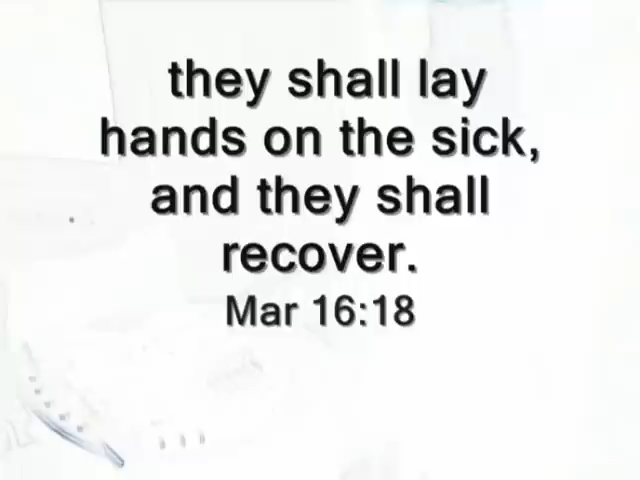 they shall lay
hands on the sick,
and they shall
recover.
Mar 16:18